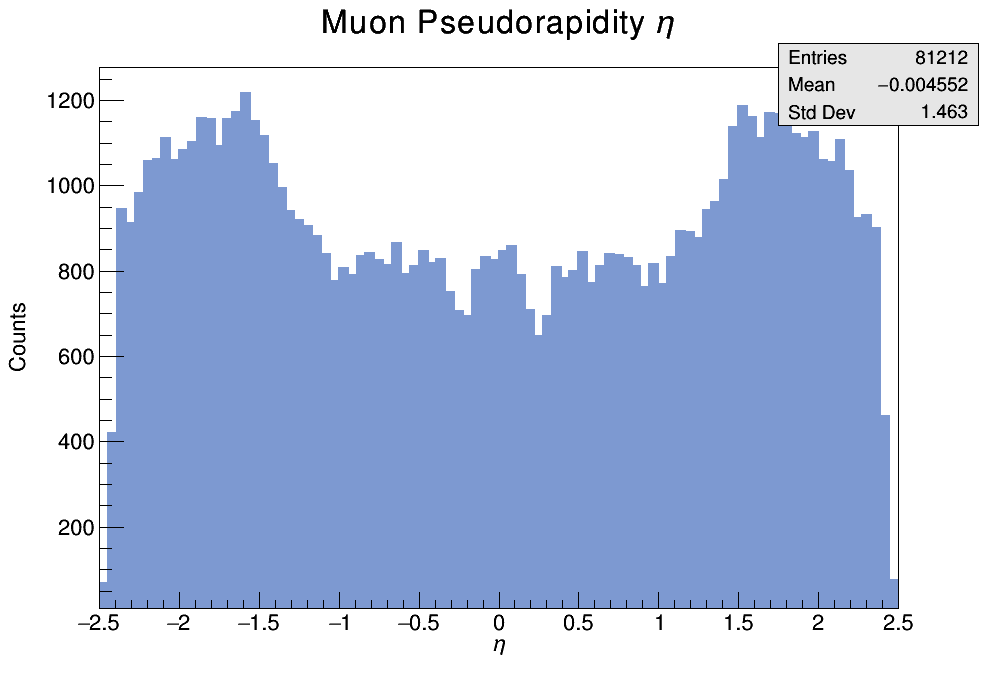 Muon Pseudorapidity η
Entries 81212
Mean −0.004552
Std Dev 1.463
1200
1000
800
600
400
200
Counts
−2.5 −2 −1.5 −1 −0.5 0 0.5 1 1.5 2 2.5
η